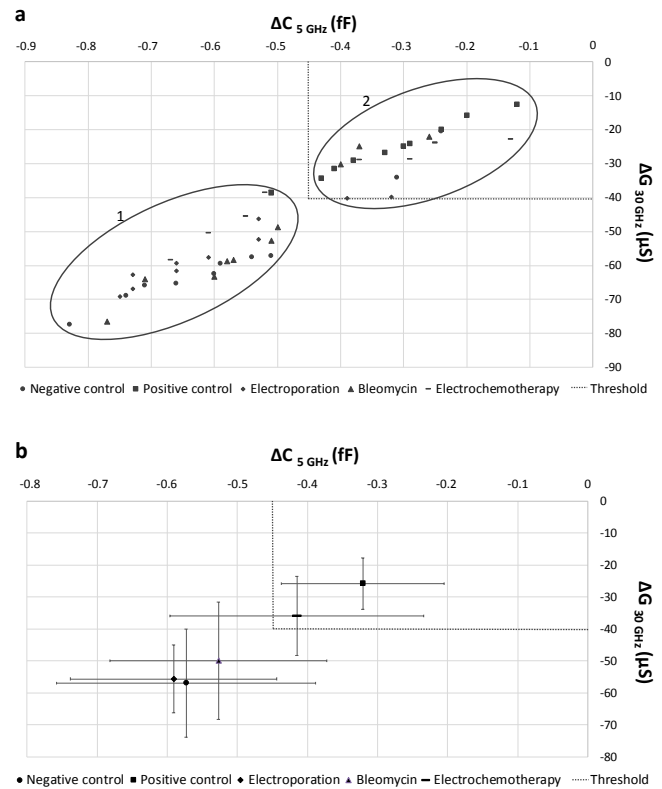 a
ΔC 5 GHz (fF)
-0.9 -0.8 -0.7 -0.6 -0.5 -0.4 -0.3 -0.2 -0.1 0
0
-10
-20
-30
-40
-50
-60
-70
-80
-90
ΔG 30 GHz (µS)
2
1
Negative control Positive control Electroporation Bleomycin Electrochemotherapy Threshold
b
ΔC 5 GHz (fF)
-0.8 -0.7 -0.6 -0.5 -0.4 -0.3 -0.2 -0.1 0
0
-10
-20
-30
-40
-50
-60
-70
-80
ΔG 30 GHz (µS)
Negative control Positive control Electroporation Bleomycin Electrochemotherapy Threshold